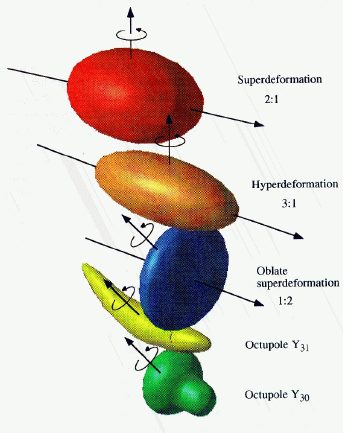 Superdeformation
2:1
Hyperdeformation
3:1
Oblate
superdeformation
1:2
Octupole Y31
Octupole Y30